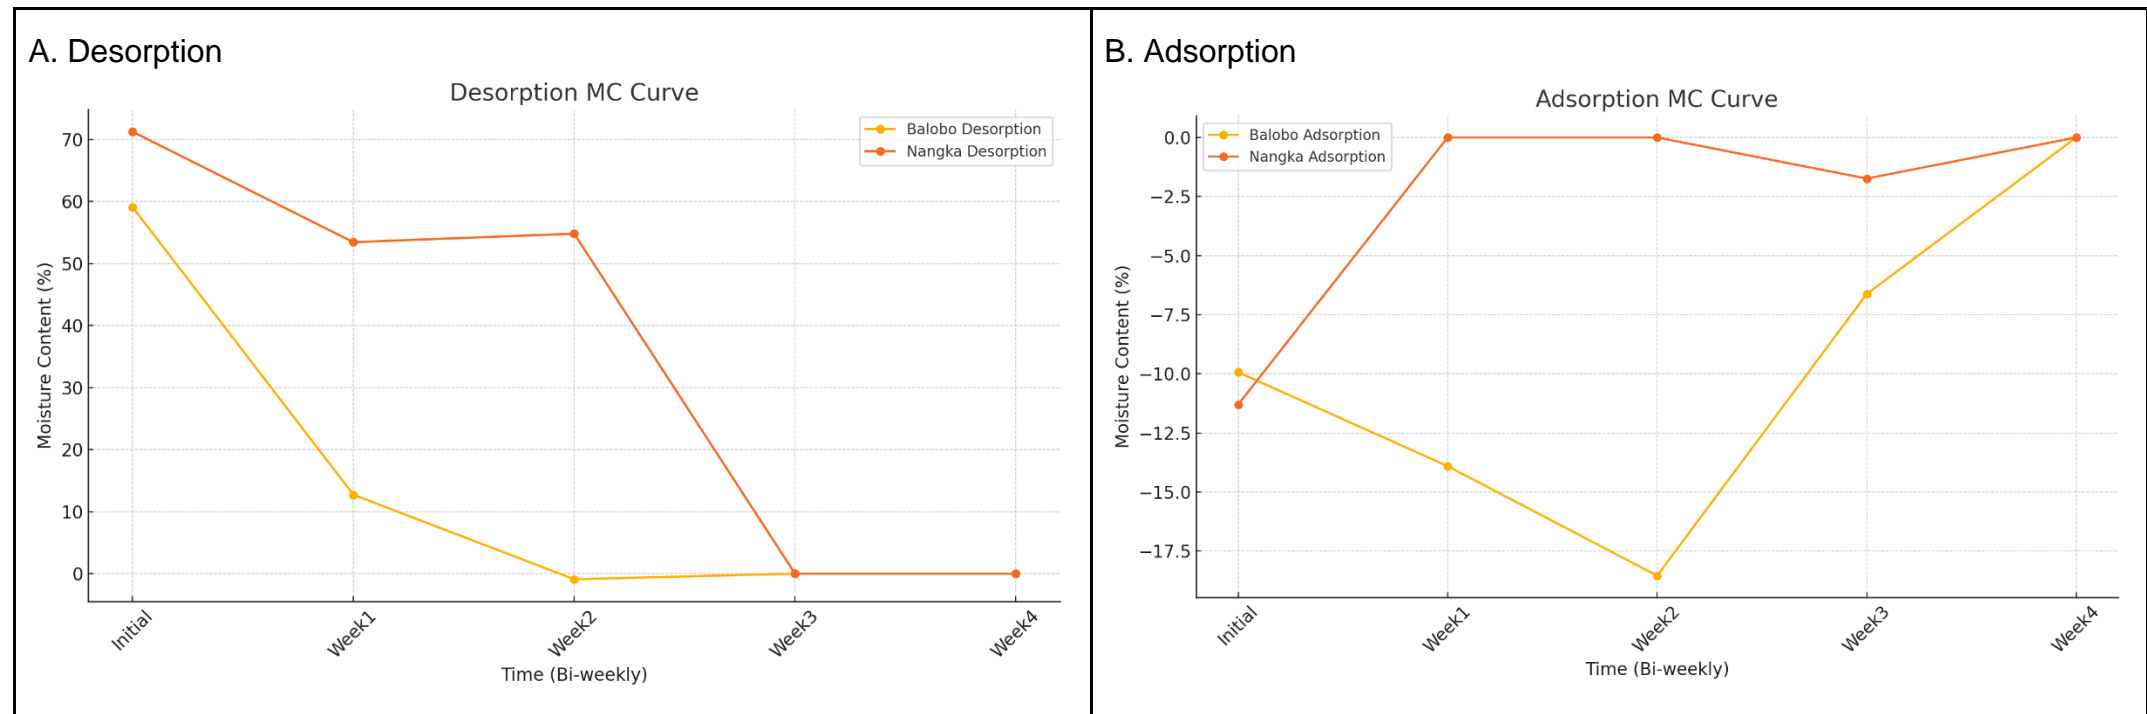 A. Desorption
Desorption MC Curve
Balobo Desorption
Nangka Desorption
70
60
50
40
30
20
10
0
Moisture Content (%)
Initial
Week1
Week2
Week3
Week4
Time (Bi-weekly)
B. Adsorption
Adsorption MC Curve
Balobo Adsorption
Nangka Adsorption
0.0
−2.5
−5.0
−7.5
−10.0
−12.5
−15.0
−17.5
Moisture Content (%)
Initial
Week1
Week2
Week3
Week4
Time (Bi-weekly)